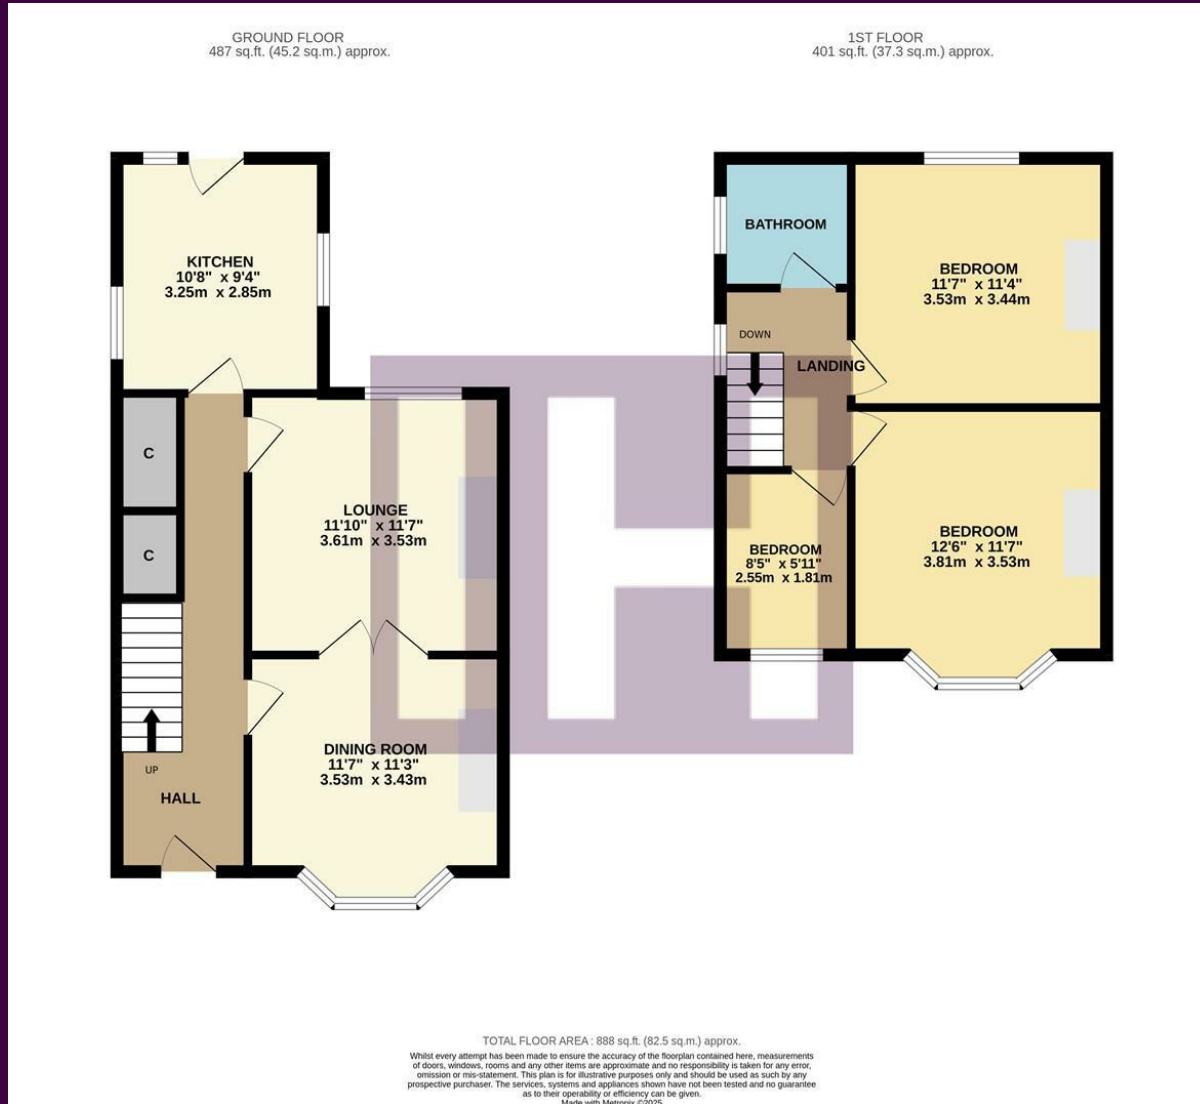 GROUND FLOOR
487 sq.ft. (45.2 sq.m.) approx.
1ST FLOOR
401 sq.ft. (37.3 sq.m.) approx.
KITCHEN
10'8" x 9'4"
3.25m x 2.85m
C
C
LOUNGE
11'10" x 11'7"
3.61m x 3.53m
DINING ROOM
11'7" x 11'3"
3.53m x 3.43m
UP
HALL
BATHROOM
BEDROOM
11'7" x 11'4"
3.53m x 3.44m
DOWN
LANDING
BEDROOM
8'5" x 5'11"
2.55m x 1.81m
BEDROOM
12'6" x 11'7"
3.81m x 3.53m
TOTAL FLOOR AREA : 888 sq.ft. (82.5 sq.m.) approx.
Whilst every attempt has been made to ensure the accuracy of the floorplan contained here, measurements
of doors, windows, rooms and any other items are approximate and no responsibility is taken for any error,
omission or mis-statement. This plan is for illustrative purposes only and should be used as such by any
prospective purchaser. The services, systems and appliances shown have not been tested and no guarantee
as to their operability or efficiency can be given.
Made with Metropix ©2025